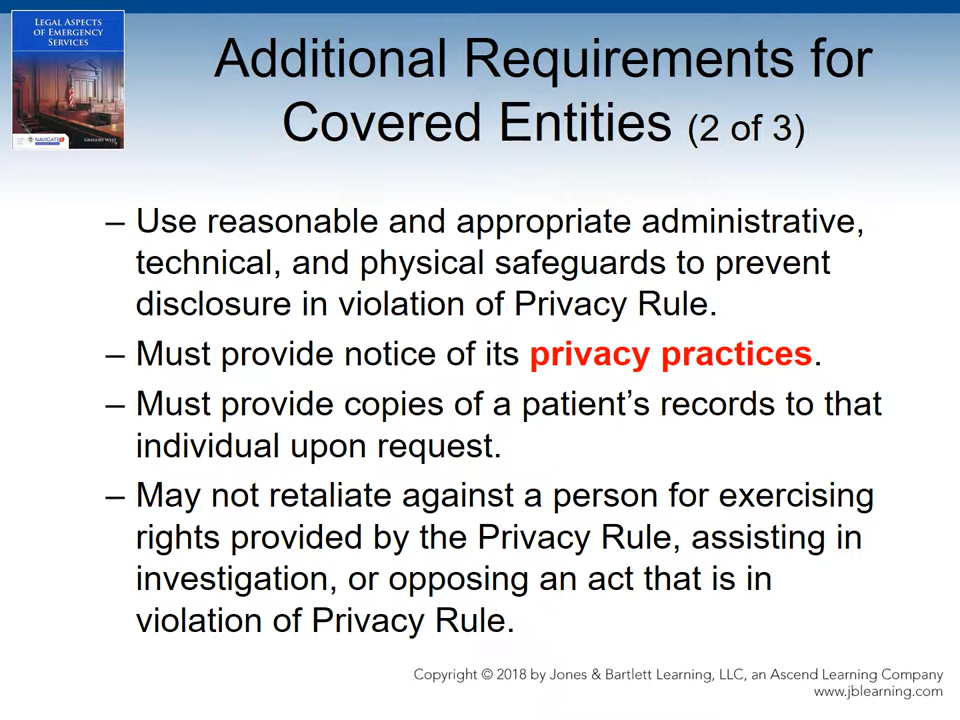 LEGAL ASPECTS
OF EMERGENCY
SERVICES
NAVIGATE 2
GREGORY WEST
Additional Requirements for
Covered Entities (2 of 3)
– Use reasonable and appropriate administrative,
technical, and physical safeguards to prevent
disclosure in violation of Privacy Rule.
– Must provide notice of its privacy practices.
– Must provide copies of a patient’s records to that
individual upon request.
– May not retaliate against a person for exercising
rights provided by the Privacy Rule, assisting in
investigation, or opposing an act that is in
violation of Privacy Rule.
Copyright © 2018 by Jones & Bartlett Learning, LLC, an Ascend Learning Company
www.jblearning.com